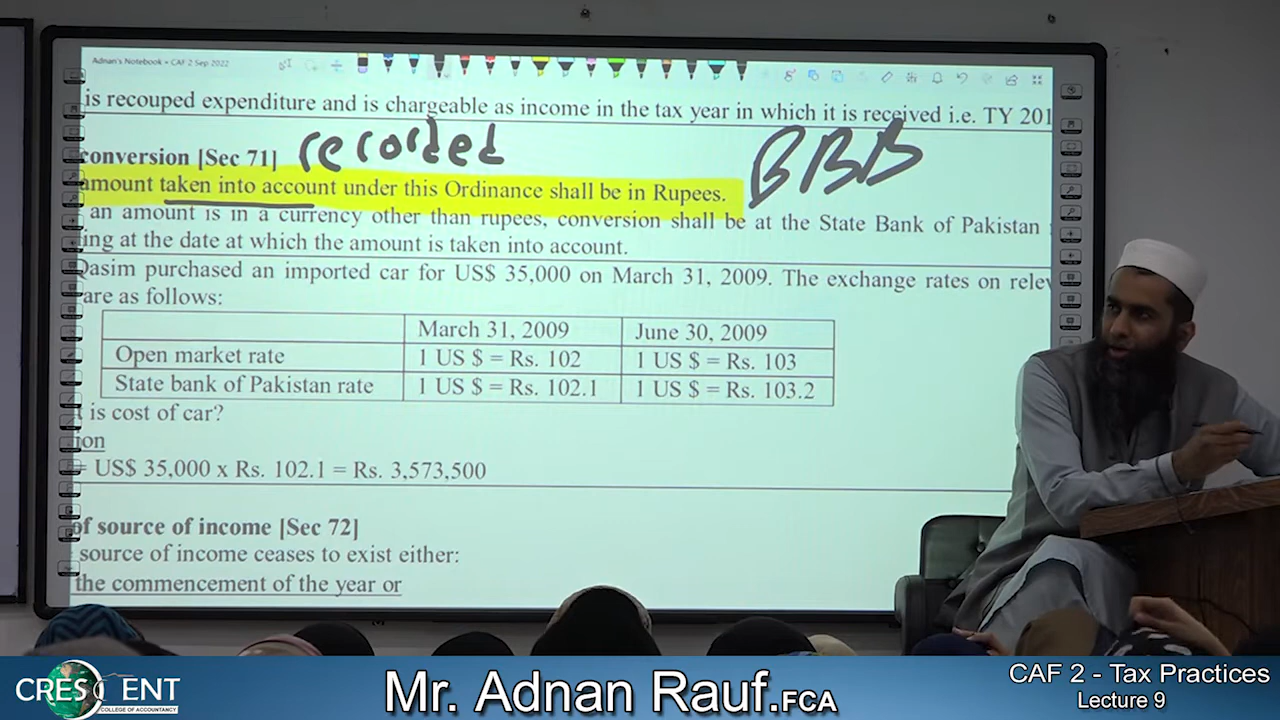 Adnan's Notebook » CAF 2 Sep 2022
is recouped expenditure and is chargeable as income in the tax year in which it is received i.e. TY 201
conversion [Sec 71] recorded
BBB
amount taken into account under this Ordinance shall be in Rupees.
an amount is in a currency other than rupees, conversion shall be at the State Bank of Pakistan
ing at the date at which the amount is taken into account.
Qasim purchased an imported car for US$ 35,000 on March 31, 2009. The exchange rates on relev
are as follows:
March 31, 2009 June 30, 2009
Open market rate 1 US $ = Rs. 102 1 US $ = Rs. 103
State bank of Pakistan rate 1 US $ = Rs. 102.1 1 US $ = Rs. 103.2
t is cost of car?
ion
= US$ 35,000 x Rs. 102.1 = Rs. 3,573,500
of source of income [Sec 72]
source of income ceases to exist either:
the commencement of the year or
CRESCENT
COLLEGE OF ACCOUNTANCY
Mr. Adnan Rauf.FCA
CAF 2 - Tax Practices
Lecture 9